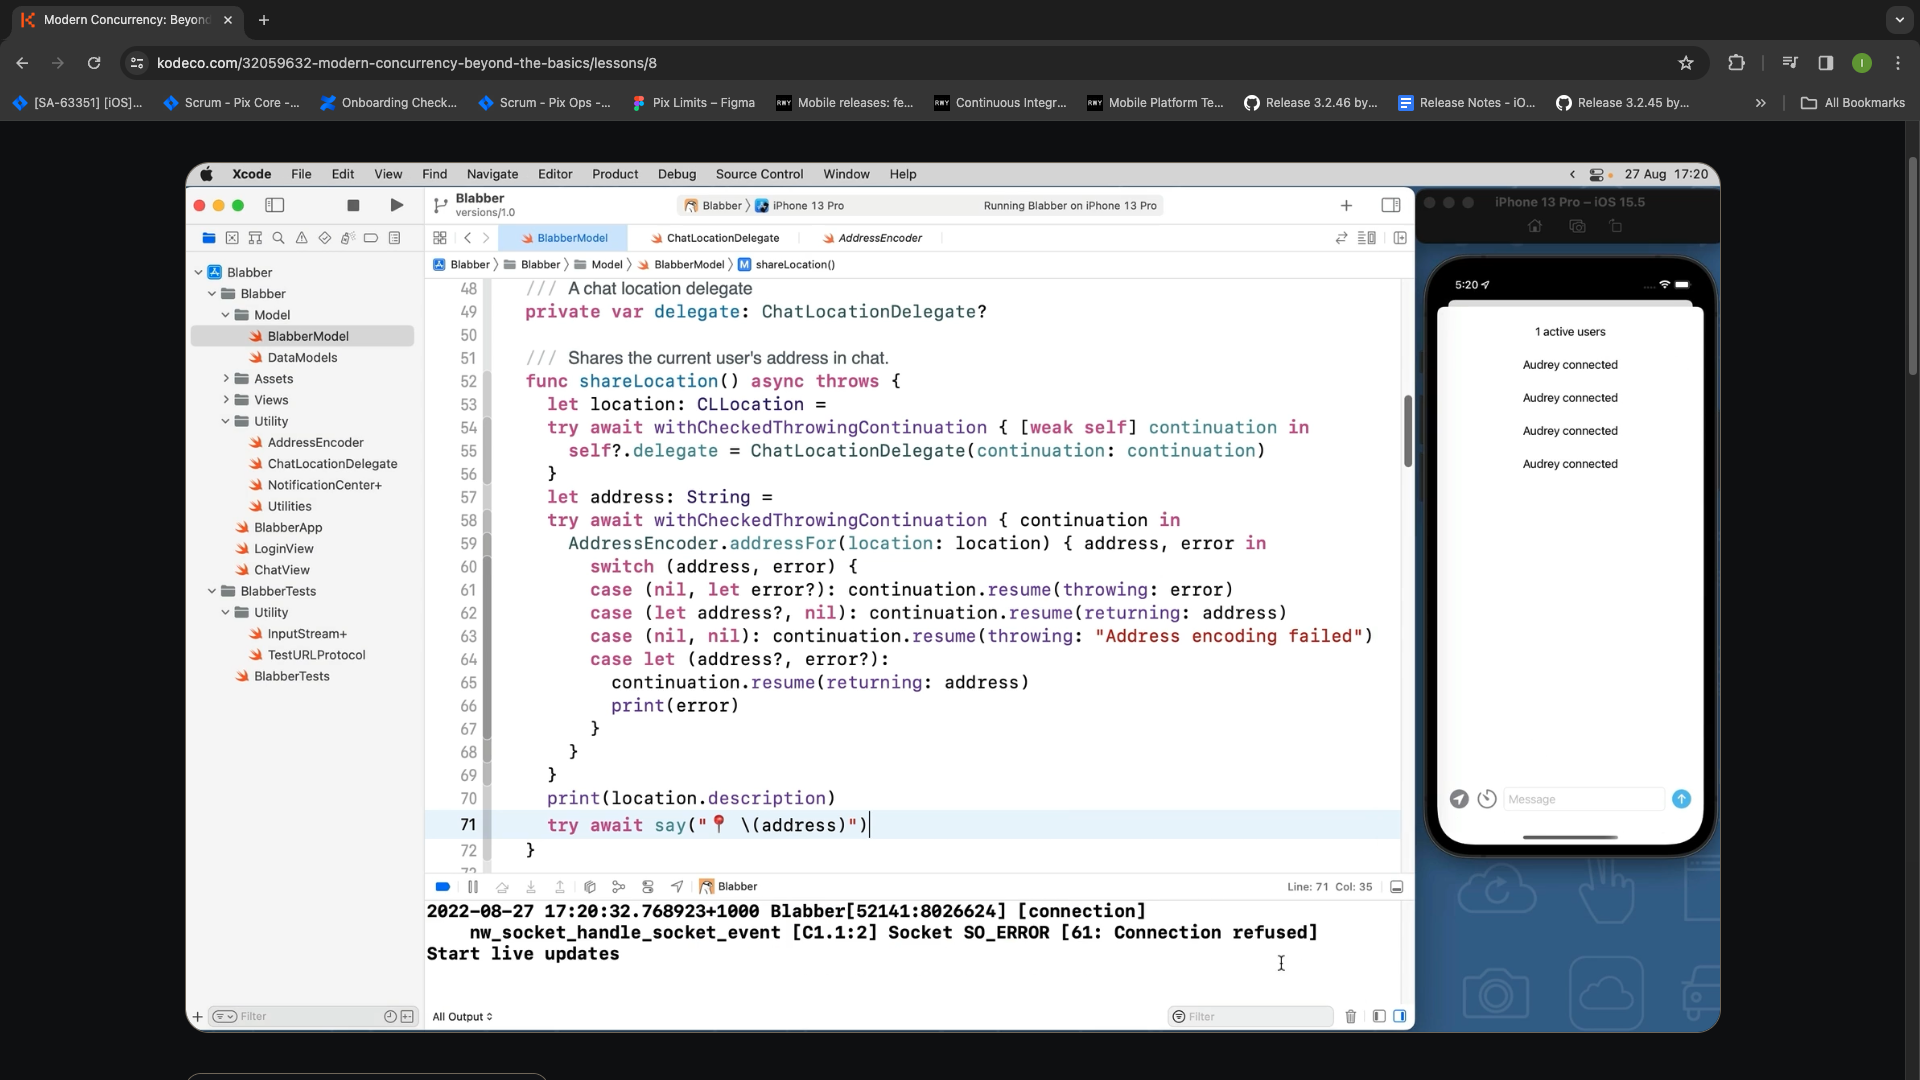 Modern Concurrency: Beyond
kodeco.com/32059632-modern-concurrency-beyond-the-basics/lessons/8
[SA-63351] [iOS]...
Scrum - Pix Core -...
Onboarding Check...
Scrum - Pix Ops -...
Pix Limits – Figma
RWY Mobile releases: fe...
RWY Continuous Integr...
RWY Mobile Platform Te...
Release 3.2.46 by...
Release Notes - iO...
Release 3.2.45 by...
»
All Bookmarks
Xcode File Edit View Find Navigate Editor Product Debug Source Control Window Help
27 Aug 17:20
Blabber
versions/1.0
Blabber 〉 iPhone 13 Pro
Running Blabber on iPhone 13 Pro
iPhone 13 Pro – iOS 15.5
BlabberModel
ChatLocationDelegate
AddressEncoder
Blabber 〉 Blabber 〉 Model 〉 BlabberModel 〉 M shareLocation()
Blabber
Blabber
Model
BlabberModel
DataModels
Assets
Views
Utility
AddressEncoder
ChatLocationDelegate
NotificationCenter+
Utilities
BlabberApp
LoginView
ChatView
BlabberTests
Utility
InputStream+
TestURLProtocol
BlabberTests
Filter
48 /// A chat location delegate
49 private var delegate: ChatLocationDelegate?
50
51 /// Shares the current user's address in chat.
52 func shareLocation() async throws {
53 let location: CLLocation =
54 try await withCheckedThrowingContinuation { [weak self] continuation in
55 self?.delegate = ChatLocationDelegate(continuation: continuation)
56 }
57 let address: String =
58 try await withCheckedThrowingContinuation { continuation in
59 AddressEncoder.addressFor(location: location) { address, error in
60 switch (address, error) {
61 case (nil, let error?): continuation.resume(throwing: error)
62 case (let address?, nil): continuation.resume(returning: address)
63 case (nil, nil): continuation.resume(throwing: "Address encoding failed")
64 case let (address?, error?):
65 continuation.resume(returning: address)
66 print(error)
67 }
68 }
69 }
70 print(location.description)
71 try await say("📍 \(address)")
72 }
Blabber
Line: 71 Col: 35
2022-08-27 17:20:32.768923+1000 Blabber[52141:8026624] [connection]
nw_socket_handle_socket_event [C1.1:2] Socket SO_ERROR [61: Connection refused]
Start live updates
All Output
Filter
5:20
1 active users
Audrey connected
Audrey connected
Audrey connected
Audrey connected
Message